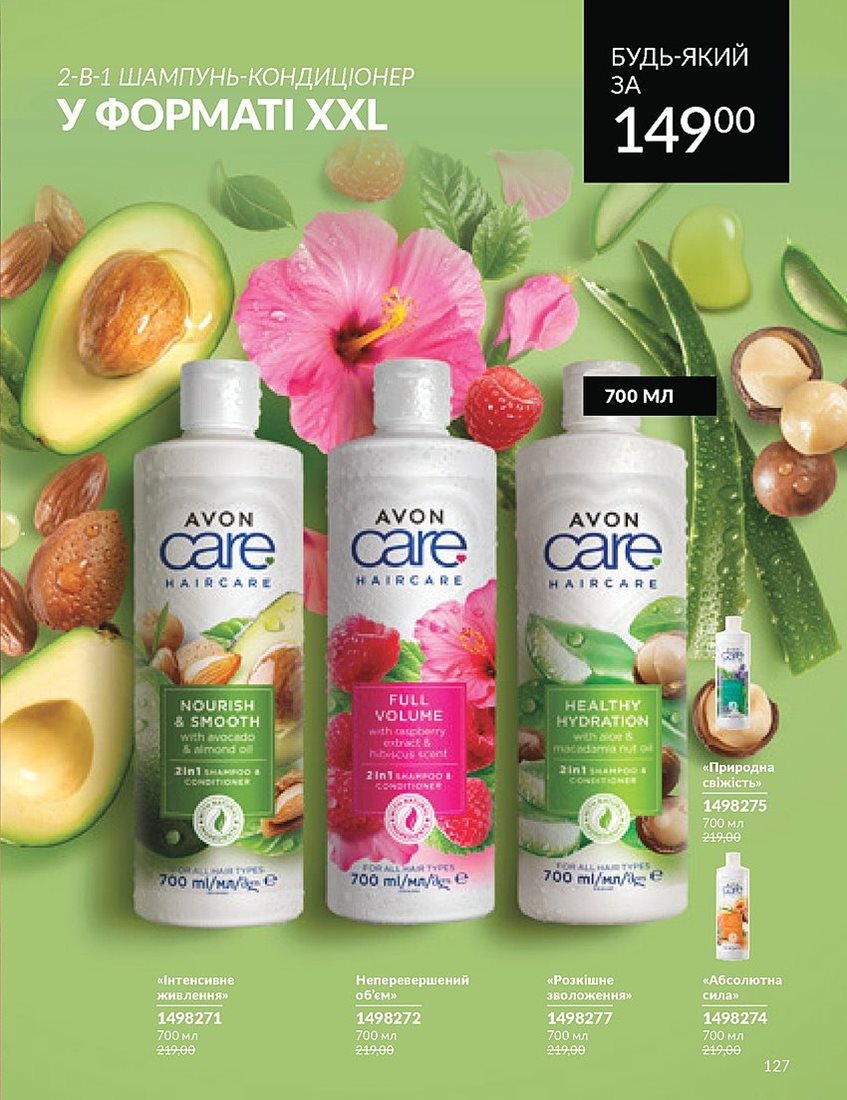 2-В-1 ШАМПУНЬ-КОНДИЦІОНЕР
У ФОРМАТІ XXL
БУДЬ-ЯКИЙ
ЗА
149⁰⁰
700 МЛ
AVON
care
HAIRCARE
NOURISH
& SMOOTH
with avocado
& almond oil
2in1 SHAMPOO &
CONDITIONER
FOR ALL HAIR TYPES
700 ml/мл/
AVON
care
HAIRCARE
FULL
VOLUME
with raspberry
extract &
hibiscus scent
2in1 SHAMPOO &
CONDITIONER
FOR ALL HAIR TYPES
700 ml/мл/
AVON
care
HAIRCARE
HEALTHY
HYDRATION
with aloe &
macadamia nut oil
2in1 SHAMPOO &
CONDITIONER
FOR ALL HAIR TYPES
700 ml/мл/
AVON
care
«Природна
свіжість»
1498275
700 мл
219,00
AVON
care
«Інтенсивне
живлення»
1498271
700 мл
219,00
Неперевершений
об'єм»
1498272
700 мл
219,00
«Розкішне
зволоження»
1498277
700 мл
219,00
«Абсолютна
сила»
1498274
700 мл
219,00
127